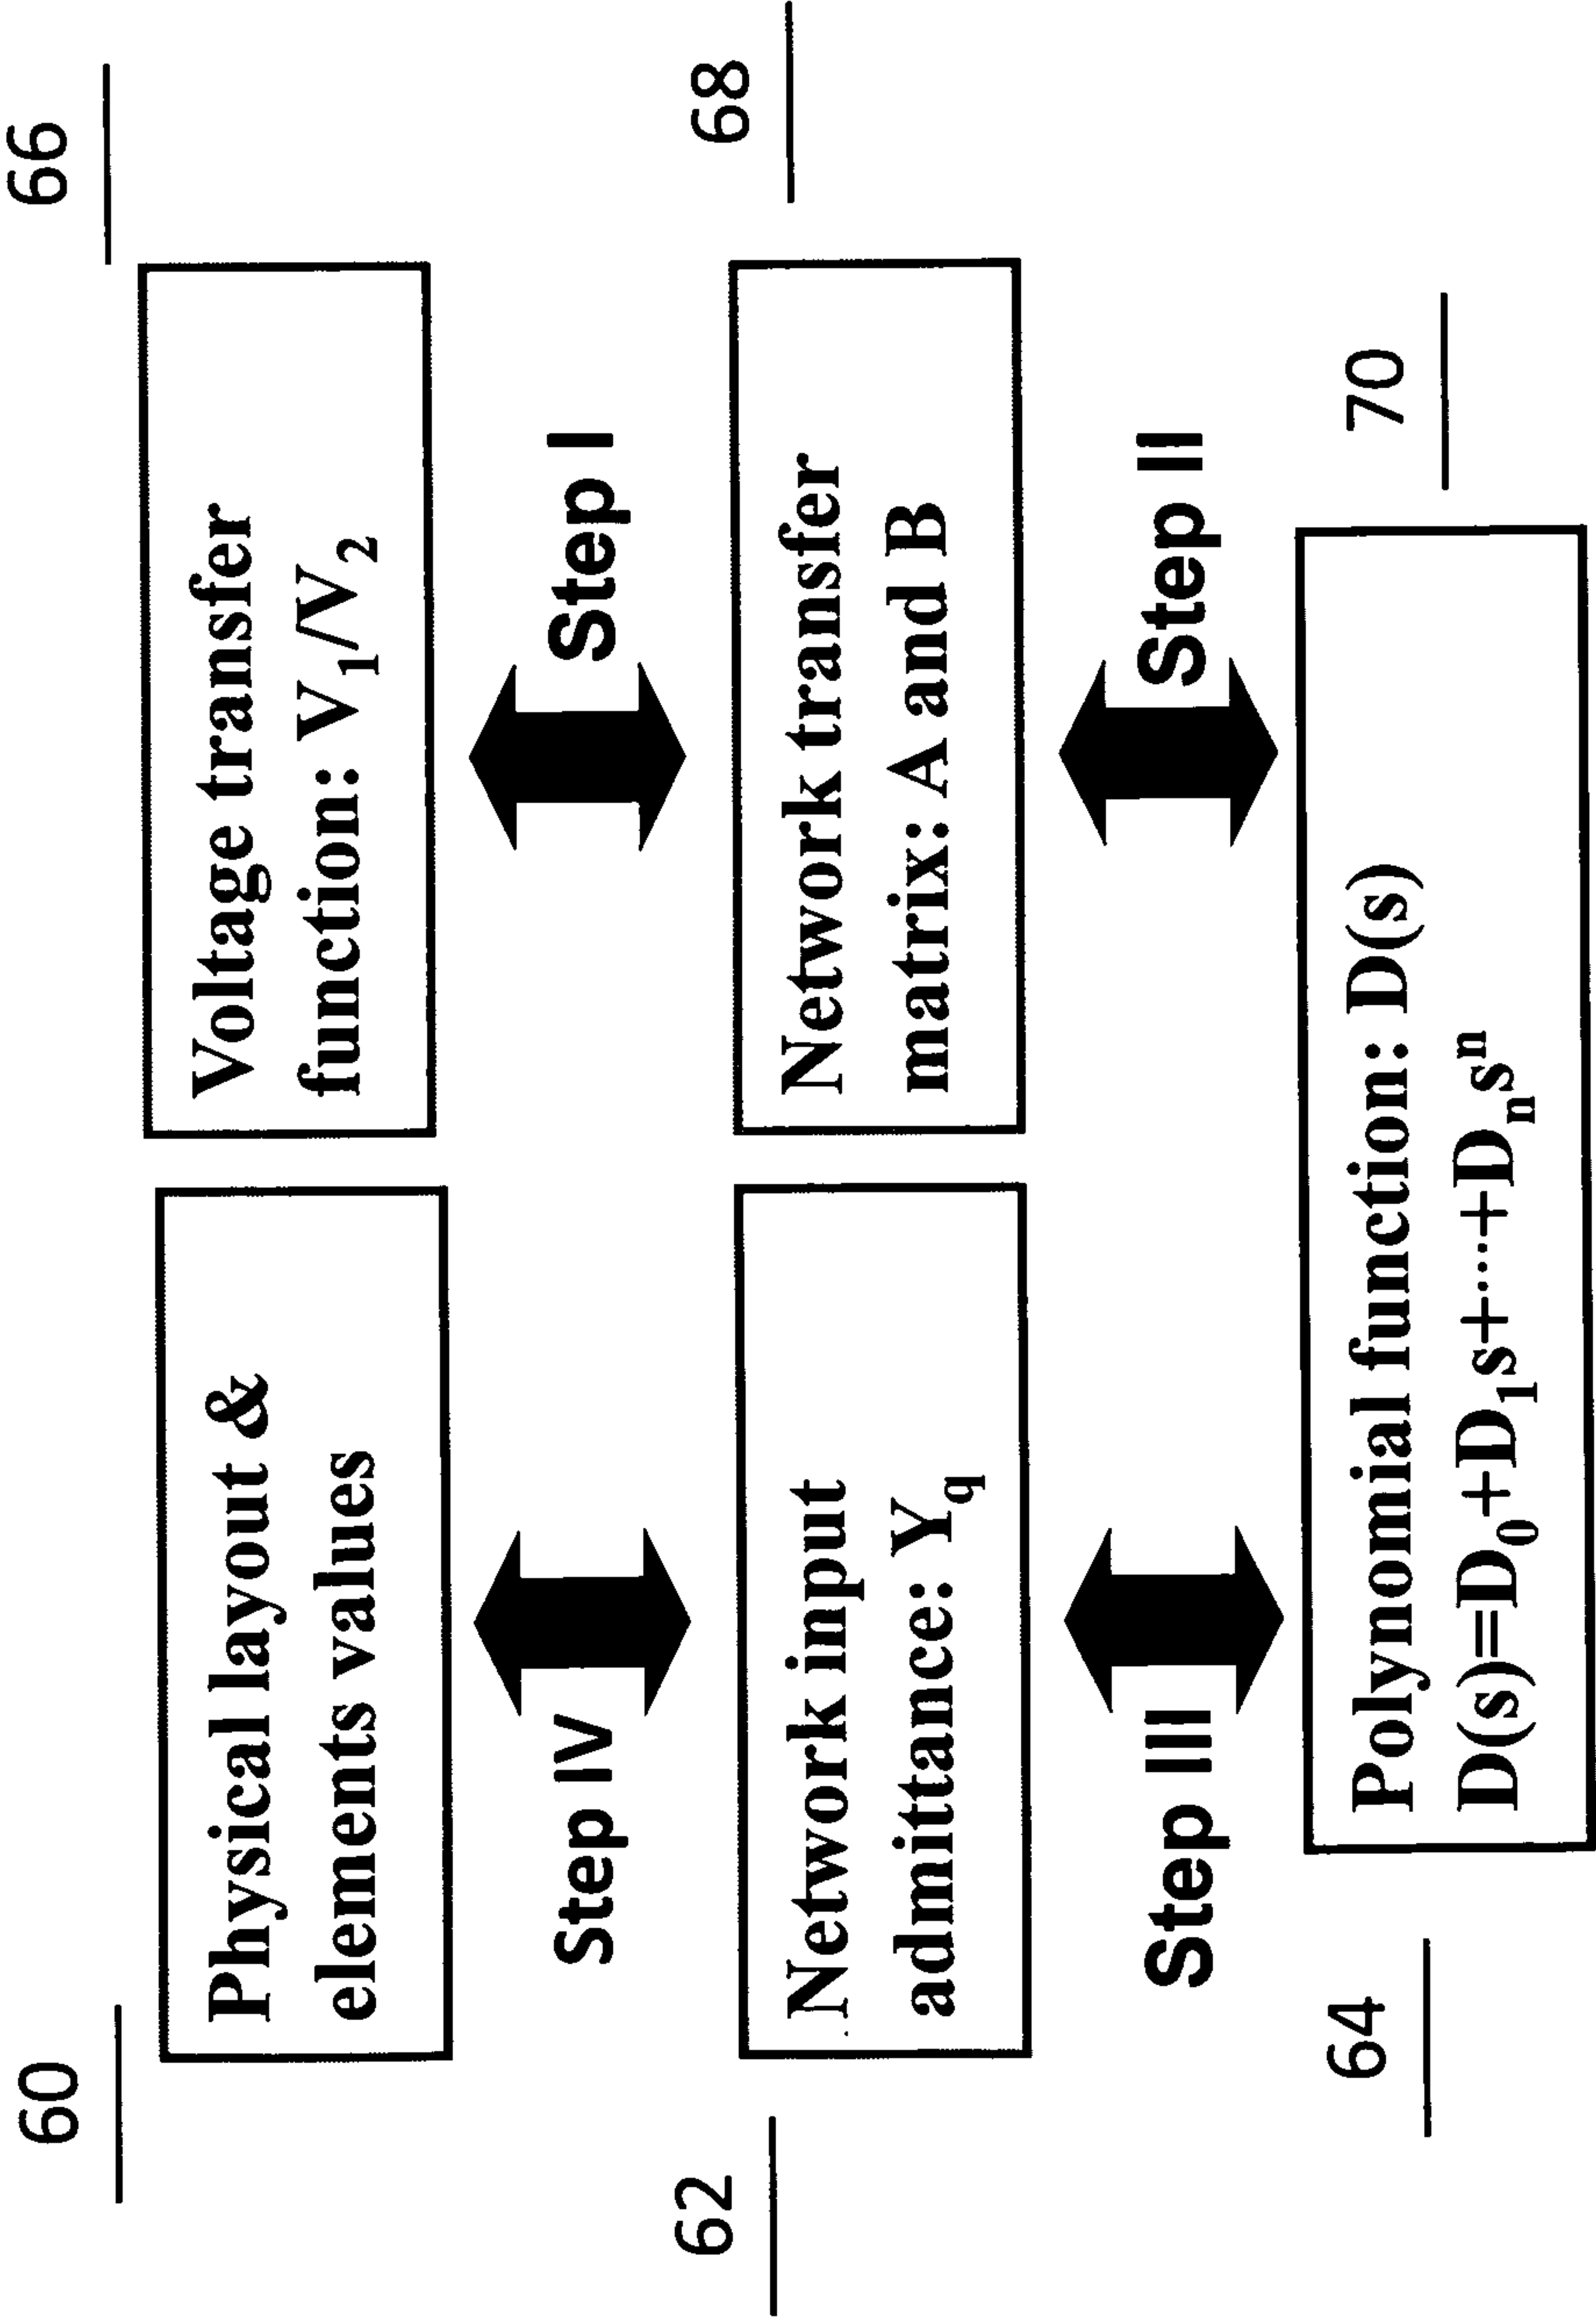 60
66
Physical layout &
elements values
Voltage transfer
function: V₁/V₂
Step IV
Step I
62
68
Network input
admittance: Y_q
Network transfer
matrix: A and B
Step III
Step II
64
70
Polynomial function: D(s)
D(s)=D₀+D₁s+···+Dₙsⁿ